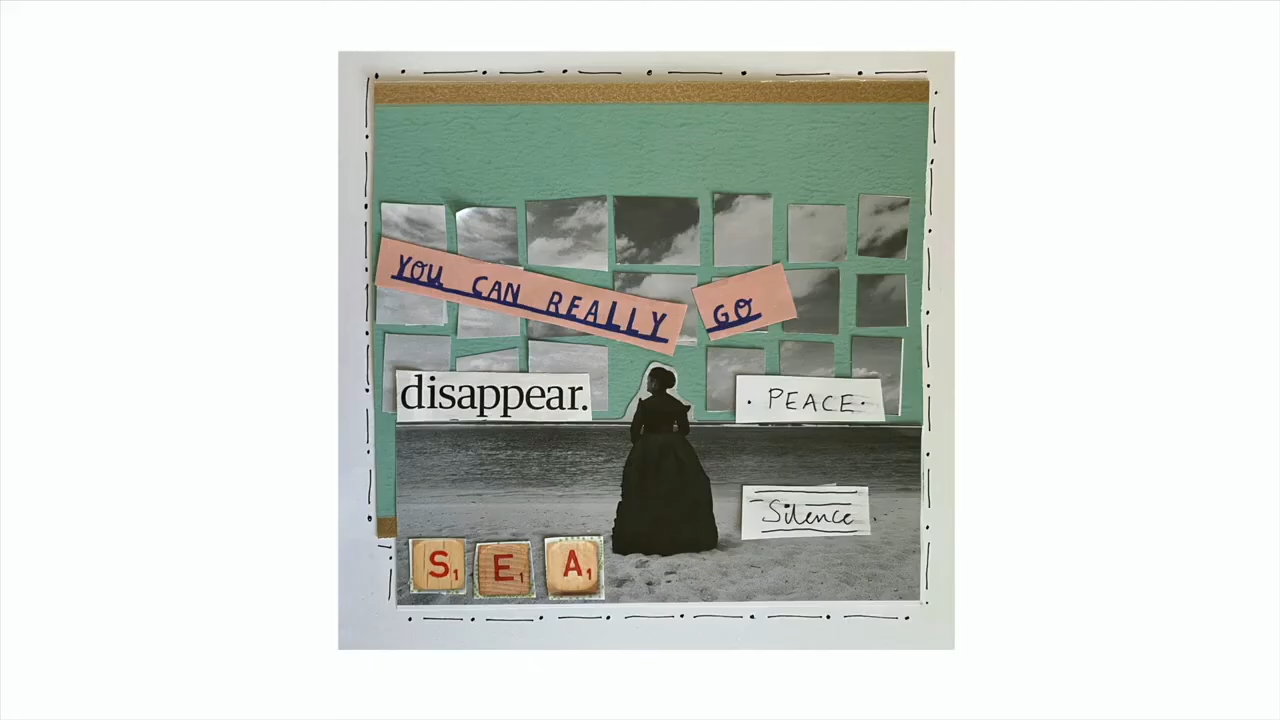 YOU CAN REALLY GO
disappear.
· PEACE ·
Silence
S1 E1 A1